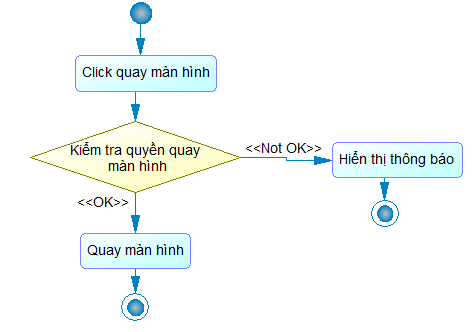 Click quay màn hình
Kiểm tra quyền quay
màn hình
<<Not OK>>
Hiển thị thông báo
<<OK>>
Quay màn hình